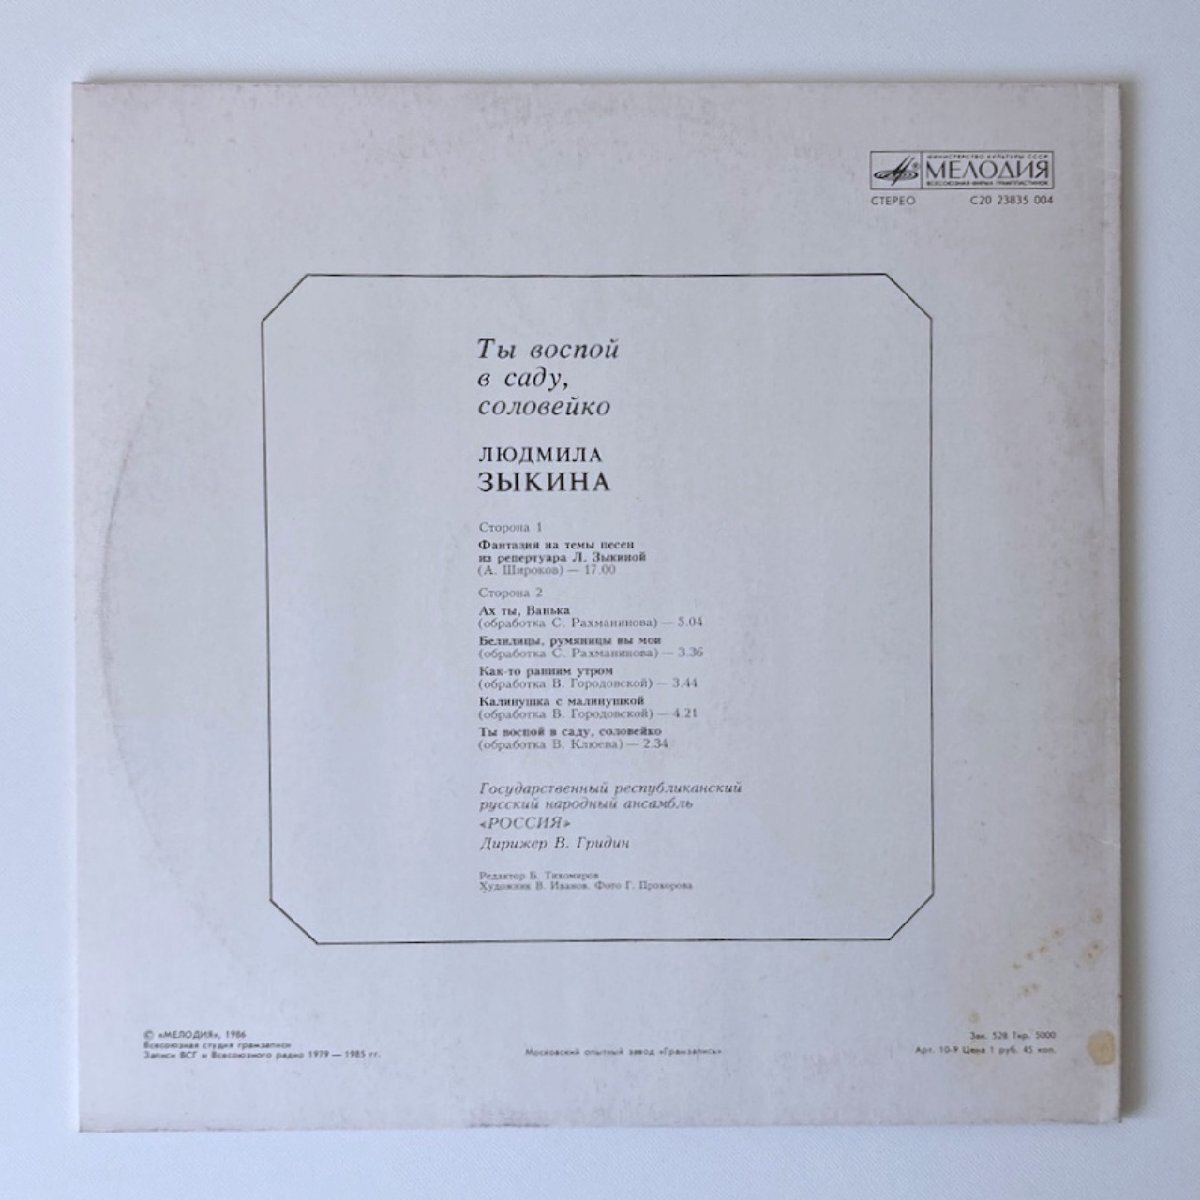 МИНИСТЕРСТВО КУЛЬТУРЫ СССР
МЕЛОДИЯ
ВСЕСОЮЗНАЯ ФИРМА ГРАМПЛАСТИНОК
СТЕРЕО С20 23835 004
Ты воспой
в саду,
соловейко
ЛЮДМИЛА
ЗЫКИНА
Сторона 1
Фантазия на темы песен
из репертуара Л. Зыкиной
(А. Широков) — 17.00
Сторона 2
Ах ты, Ванька
(обработка С. Рахманинова) — 5.04
Белилицы, румяницы вы мои
(обработка С. Рахманинова) — 3.36
Как-то ранним утром
(обработка В. Городовской) — 3.44
Калинушка с малинушкой
(обработка В. Городовской) — 4.21
Ты воспой в саду, соловейко
(обработка В. Клюева) — 2.34
Государственный республиканский
русский народный ансамбль
«РОССИЯ»
Дирижер В. Гридин
Редактор Б. Тихомиров
Художник В. Иванов. Фото Г. Прохорова
© «МЕЛОДИЯ», 1986
Всесоюзная студия грамзаписи
Записи ВСГ и Всесоюзного радио 1979 — 1985 гг.
Московский опытный завод «Грамзапись»
Зак. 528 Тир. 5000
Арт. 10-9 Цена 1 руб. 45 коп.